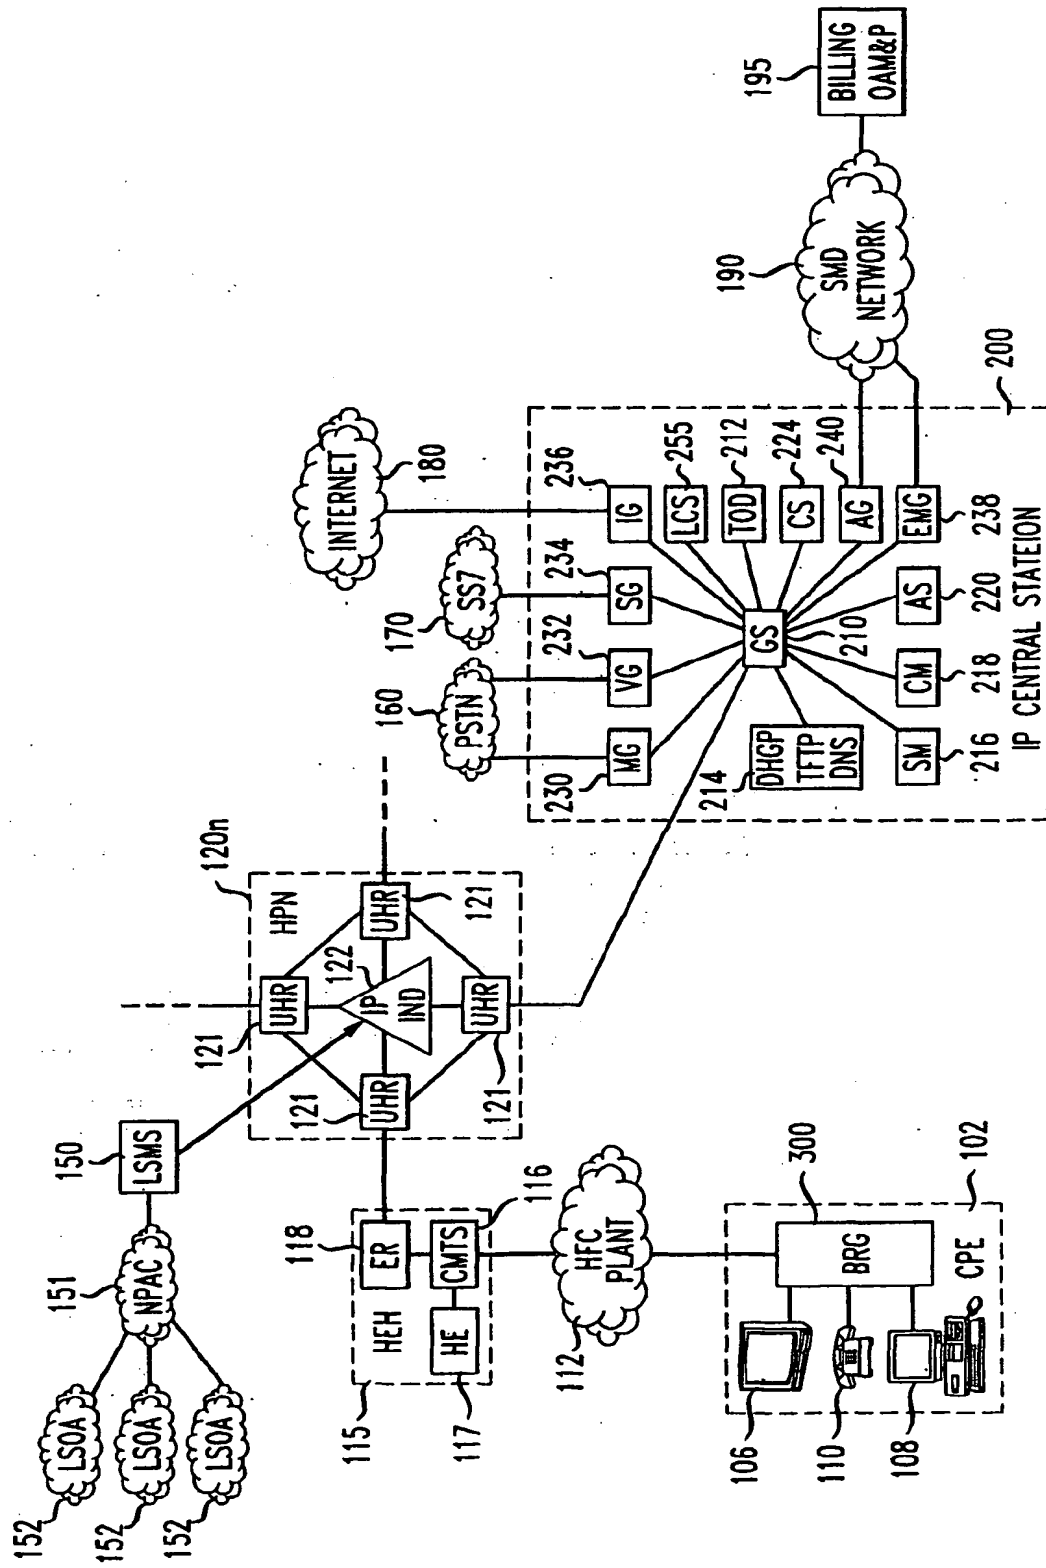 152
LSOA
152
LSOA
152
LSOA
151
NPAC
150
LSMS
120n
HPN
121
UHR
121
UHR
122
IP
IND
UHR
121
UHR
121
115
HEH
118
ER
CMTS
116
HE
117
112
HFC
PLANT
106
110
108
300
BRG
CPE
102
160
PSTN
170
SS7
INTERNET
180
230
MG
232
VG
234
SG
236
IG
LCS
255
TOD
212
CS
224
AG
240
EMG
238
GS
210
214
DHGP
TFTP
DNS
SM
216
CM
218
AS
220
IP CENTRAL STATEION
200
190
SMD
NETWORK
195
BILLING
OAM&P